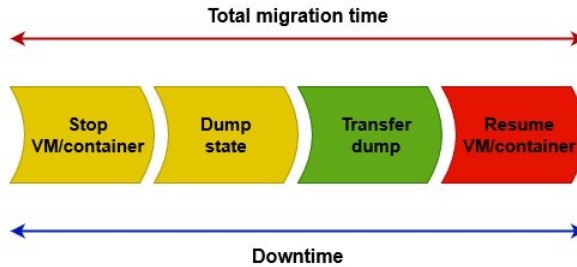 Total migration time
Stop
VM/container
Dump
state
Transfer
dump
Resume
VM/container
Downtime